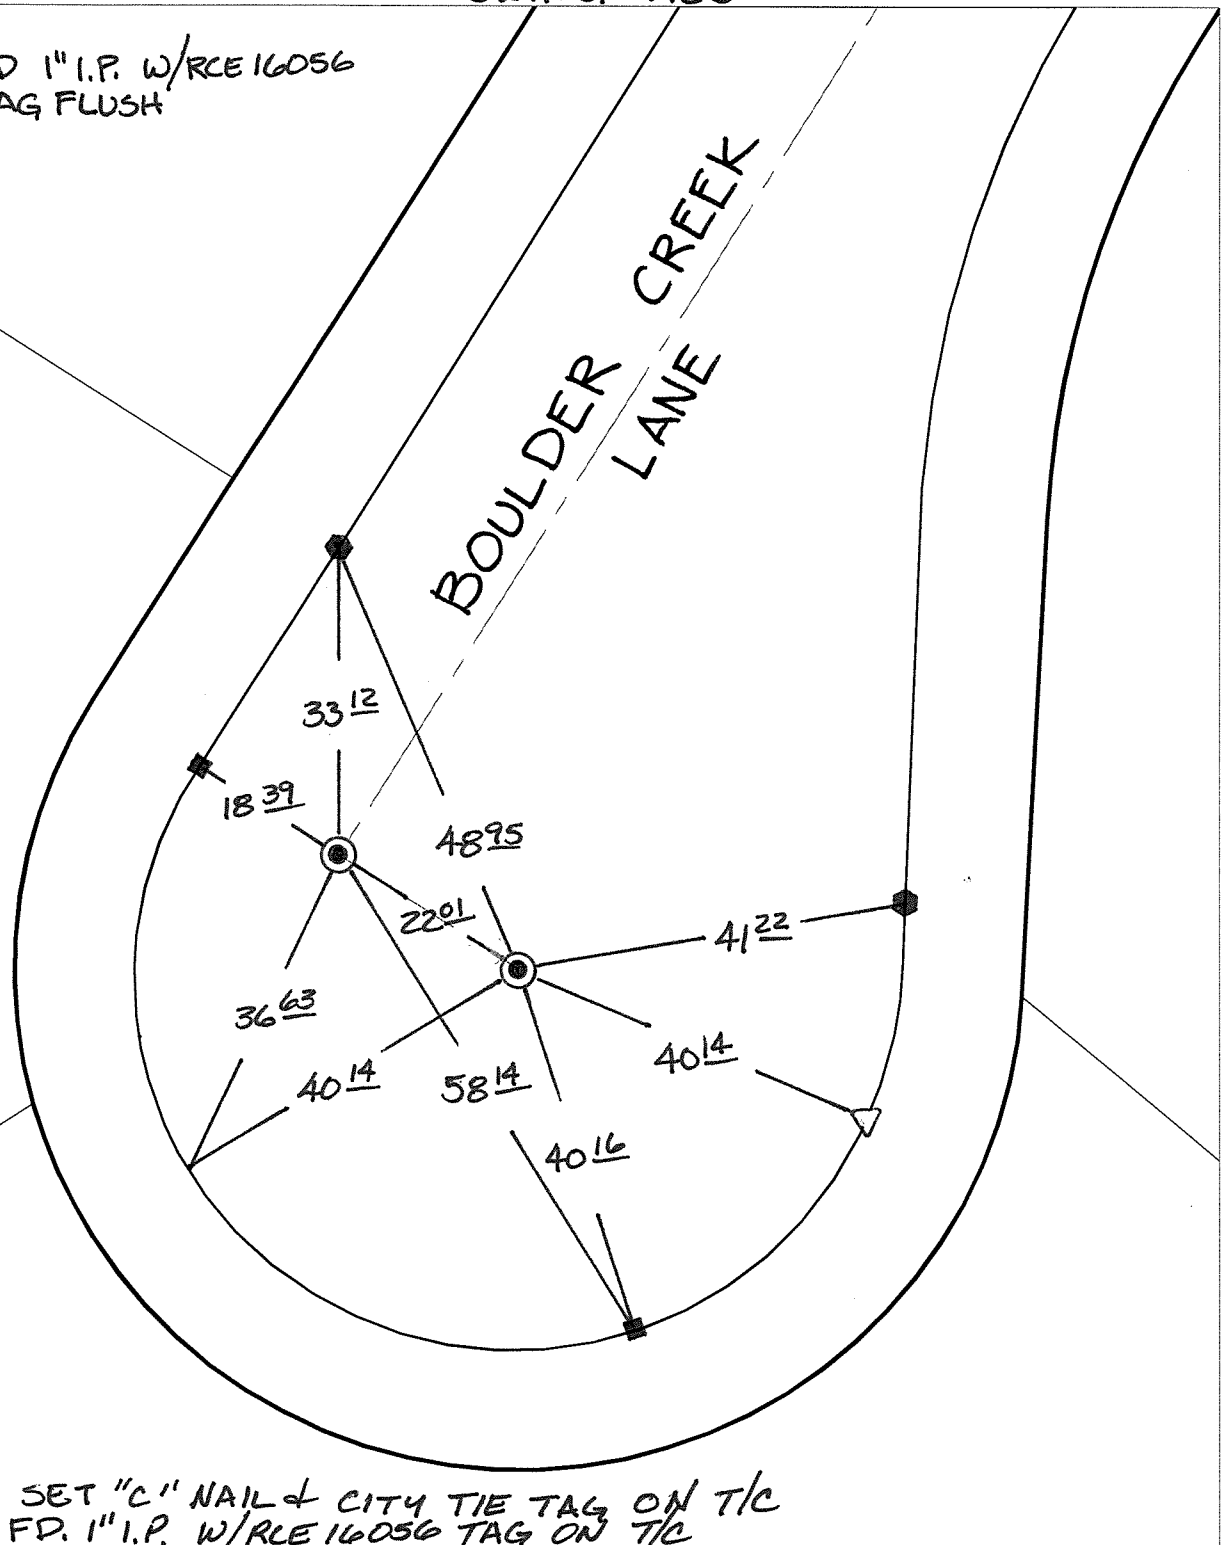 D 1" I.P. W/RCE 16056
AG FLUSH
BOULDER CREEK
LANE
33 12
18 39
48 95
22 01
41 22
36 63
40 14
58 14
40 14
40 16
SET "C" NAIL & CITY TIE TAG ON T/C
FD. 1" I.P. W/RCE 16056 TAG ON T/C